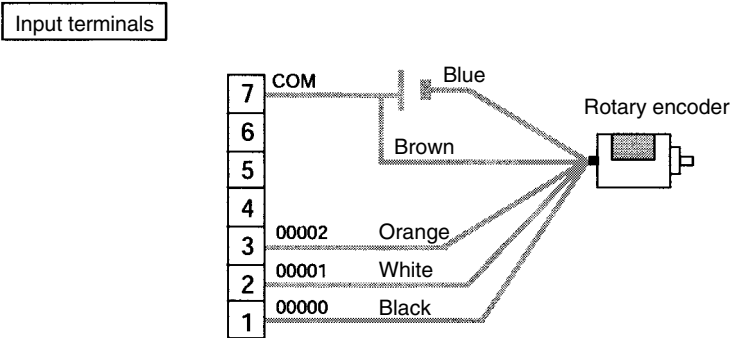 Input terminals
7 COM Blue
Rotary encoder
6
Brown
5
4
3 00002 Orange
2 00001 White
1 00000 Black